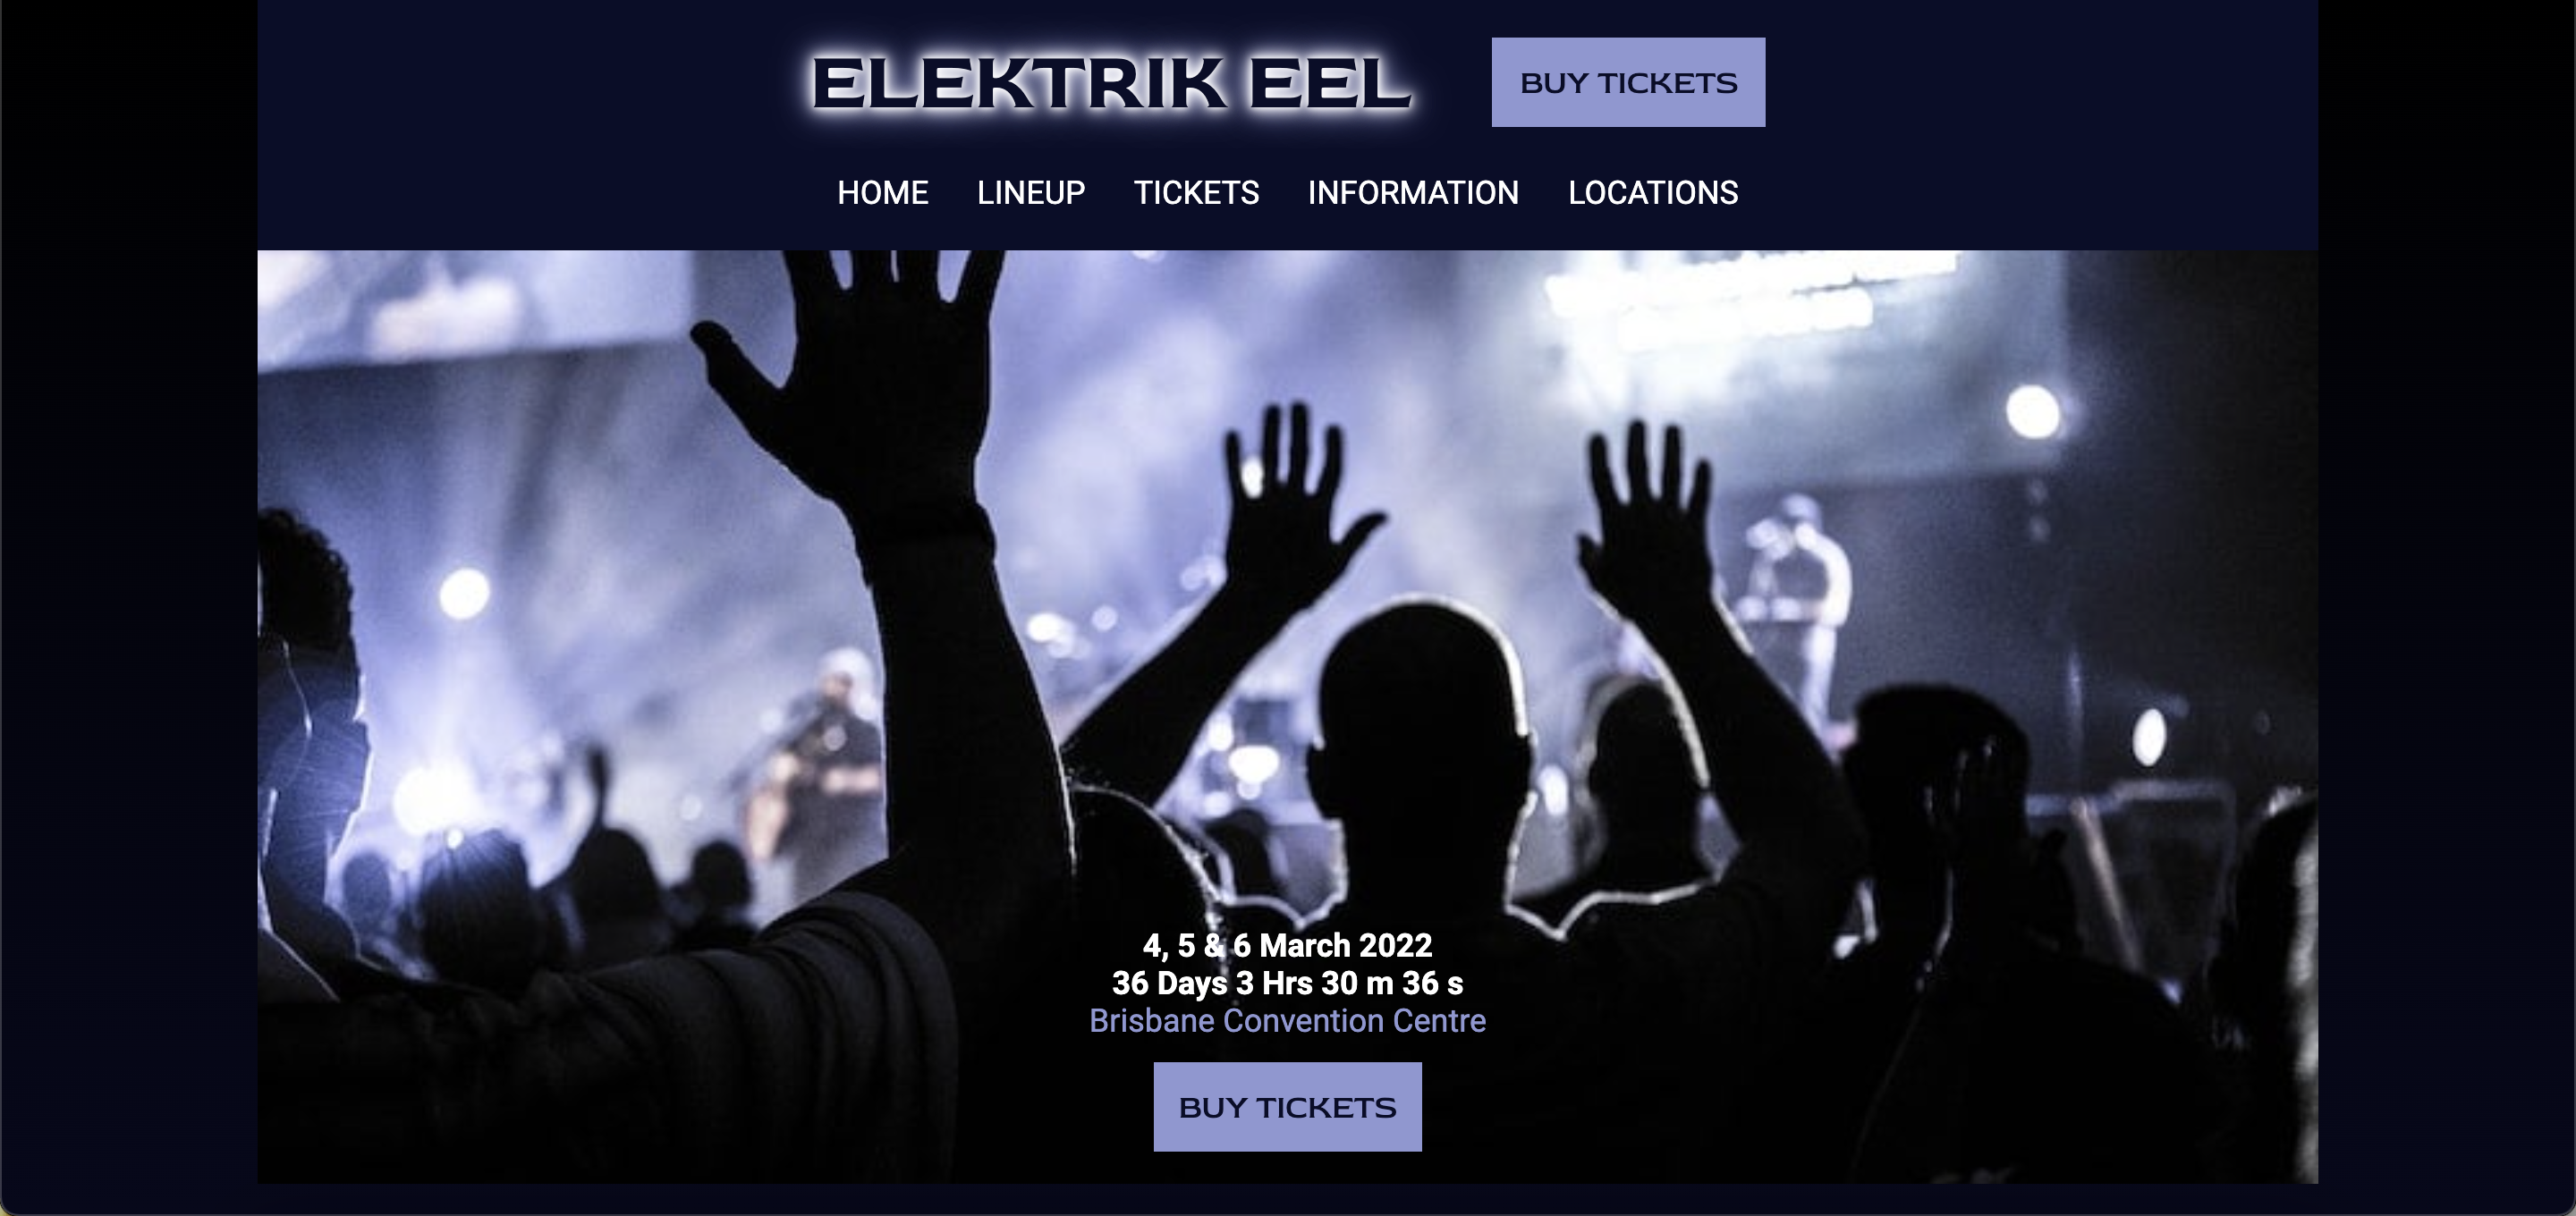 ELEKTRIK EEL
BUY TICKETS
HOME LINEUP TICKETS INFORMATION LOCATIONS
4, 5 & 6 March 2022
36 Days 3 Hrs 30 m 36 s
Brisbane Convention Centre
BUY TICKETS